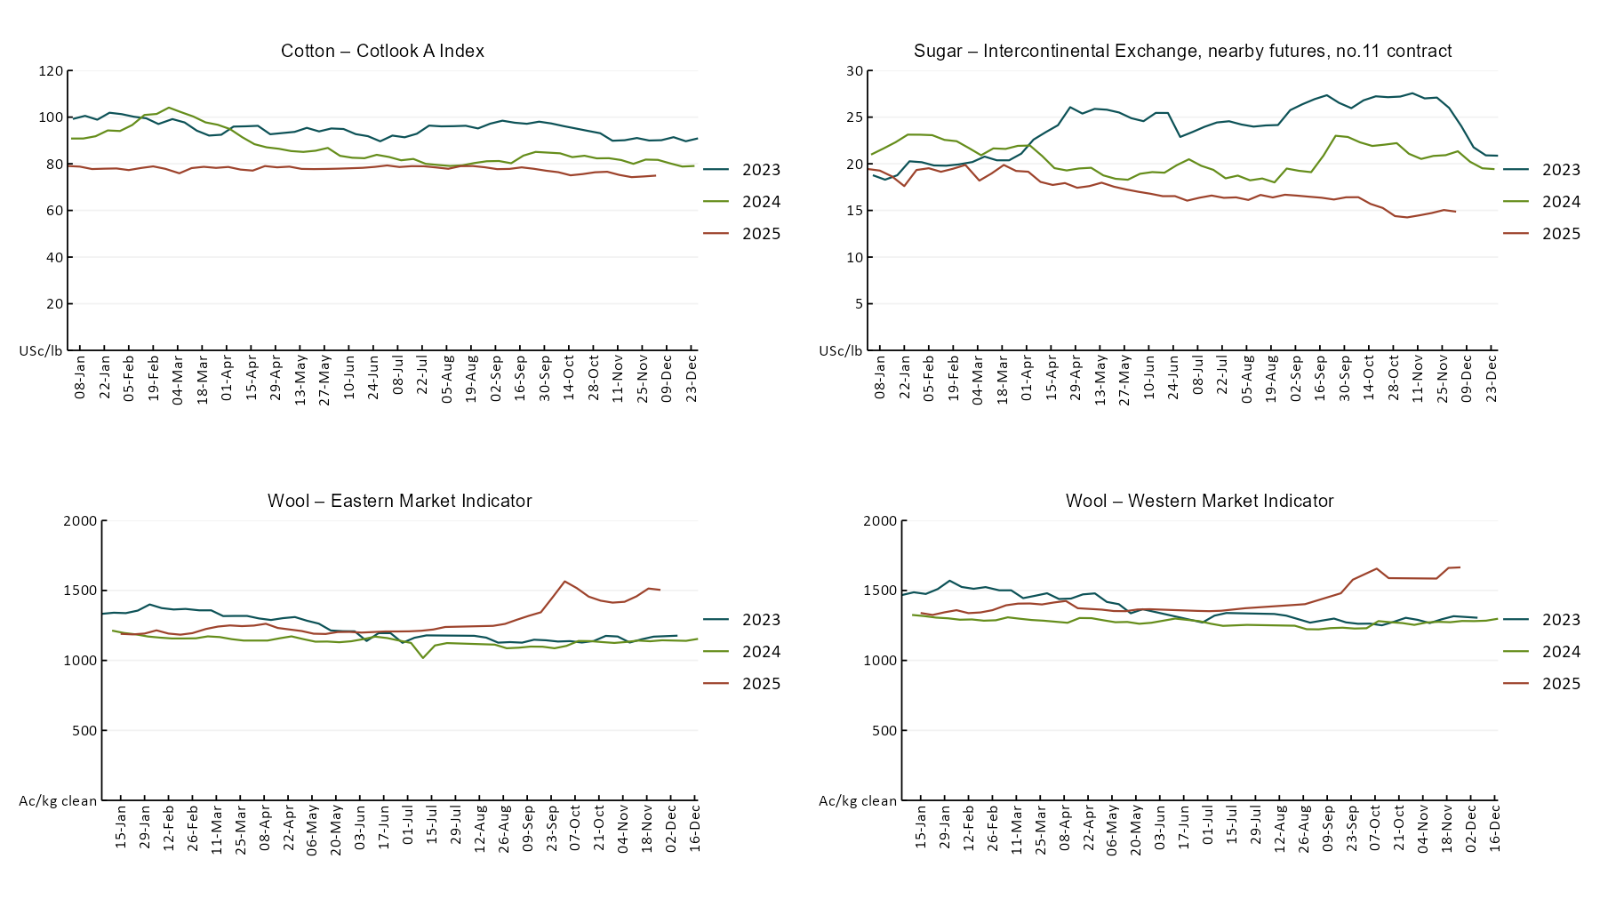 Cotton – Cotlook A Index
120
100
80
60
40
20
USc/lb
08-Jan
22-Jan
05-Feb
19-Feb
04-Mar
18-Mar
01-Apr
15-Apr
29-Apr
13-May
27-May
10-Jun
24-Jun
08-Jul
22-Jul
05-Aug
19-Aug
02-Sep
16-Sep
30-Sep
14-Oct
28-Oct
11-Nov
25-Nov
09-Dec
23-Dec
2023
2024
2025
Sugar – Intercontinental Exchange, nearby futures, no.11 contract
30
25
20
15
10
5
USc/lb
08-Jan
22-Jan
05-Feb
19-Feb
04-Mar
18-Mar
01-Apr
15-Apr
29-Apr
13-May
27-May
10-Jun
24-Jun
08-Jul
22-Jul
05-Aug
19-Aug
02-Sep
16-Sep
30-Sep
14-Oct
28-Oct
11-Nov
25-Nov
09-Dec
23-Dec
2023
2024
2025
Wool – Eastern Market Indicator
2000
1500
1000
500
Ac/kg clean
15-Jan
29-Jan
12-Feb
26-Feb
11-Mar
25-Mar
08-Apr
22-Apr
06-May
20-May
03-Jun
17-Jun
01-Jul
15-Jul
29-Jul
12-Aug
26-Aug
09-Sep
23-Sep
07-Oct
21-Oct
04-Nov
18-Nov
02-Dec
16-Dec
2023
2024
2025
Wool – Western Market Indicator
2000
1500
1000
500
Ac/kg clean
15-Jan
29-Jan
12-Feb
26-Feb
11-Mar
25-Mar
08-Apr
22-Apr
06-May
20-May
03-Jun
17-Jun
01-Jul
15-Jul
29-Jul
12-Aug
26-Aug
09-Sep
23-Sep
07-Oct
21-Oct
04-Nov
18-Nov
02-Dec
16-Dec
2023
2024
2025